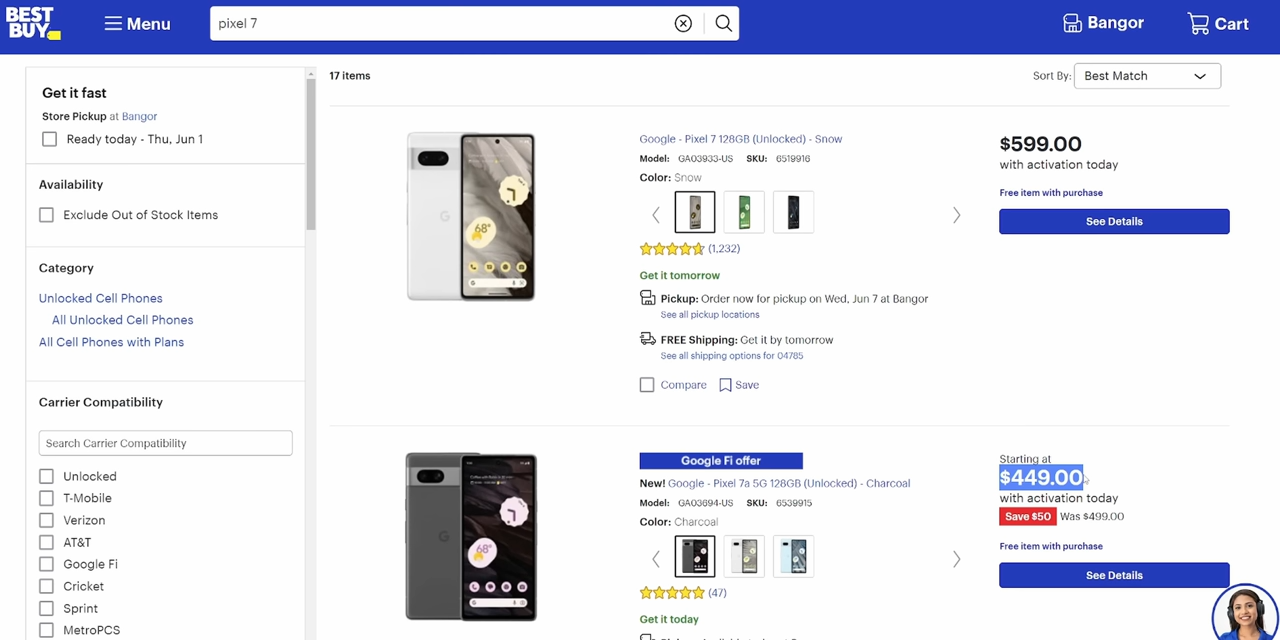 BEST BUY
Menu
pixel 7
Bangor
Cart
Get it fast
Store Pickup at Bangor
Ready today - Thu, Jun 1
Availability
Exclude Out of Stock Items
Category
Unlocked Cell Phones
All Unlocked Cell Phones
All Cell Phones with Plans
Carrier Compatibility
Search Carrier Compatibility
Unlocked
T-Mobile
Verizon
AT&T
Google Fi
Cricket
Sprint
MetroPCS
17 items
Sort By: Best Match
68°
Google - Pixel 7 128GB (Unlocked) - Snow
Model: GA03933-US SKU: 6519916
Color: Snow
(1,232)
Get it tomorrow
Pickup: Order now for pickup on Wed, Jun 7 at Bangor
See all pickup locations
FREE Shipping: Get it by tomorrow
See all shipping options for 04785
Compare
Save
$599.00
with activation today
Free item with purchase
See Details
68°
Google Fi offer
New! Google - Pixel 7a 5G 128GB (Unlocked) - Charcoal
Model: GA03694-US SKU: 6539915
Color: Charcoal
(47)
Get it today
Starting at
$449.00
with activation today
Save $50 Was $499.00
Free item with purchase
See Details